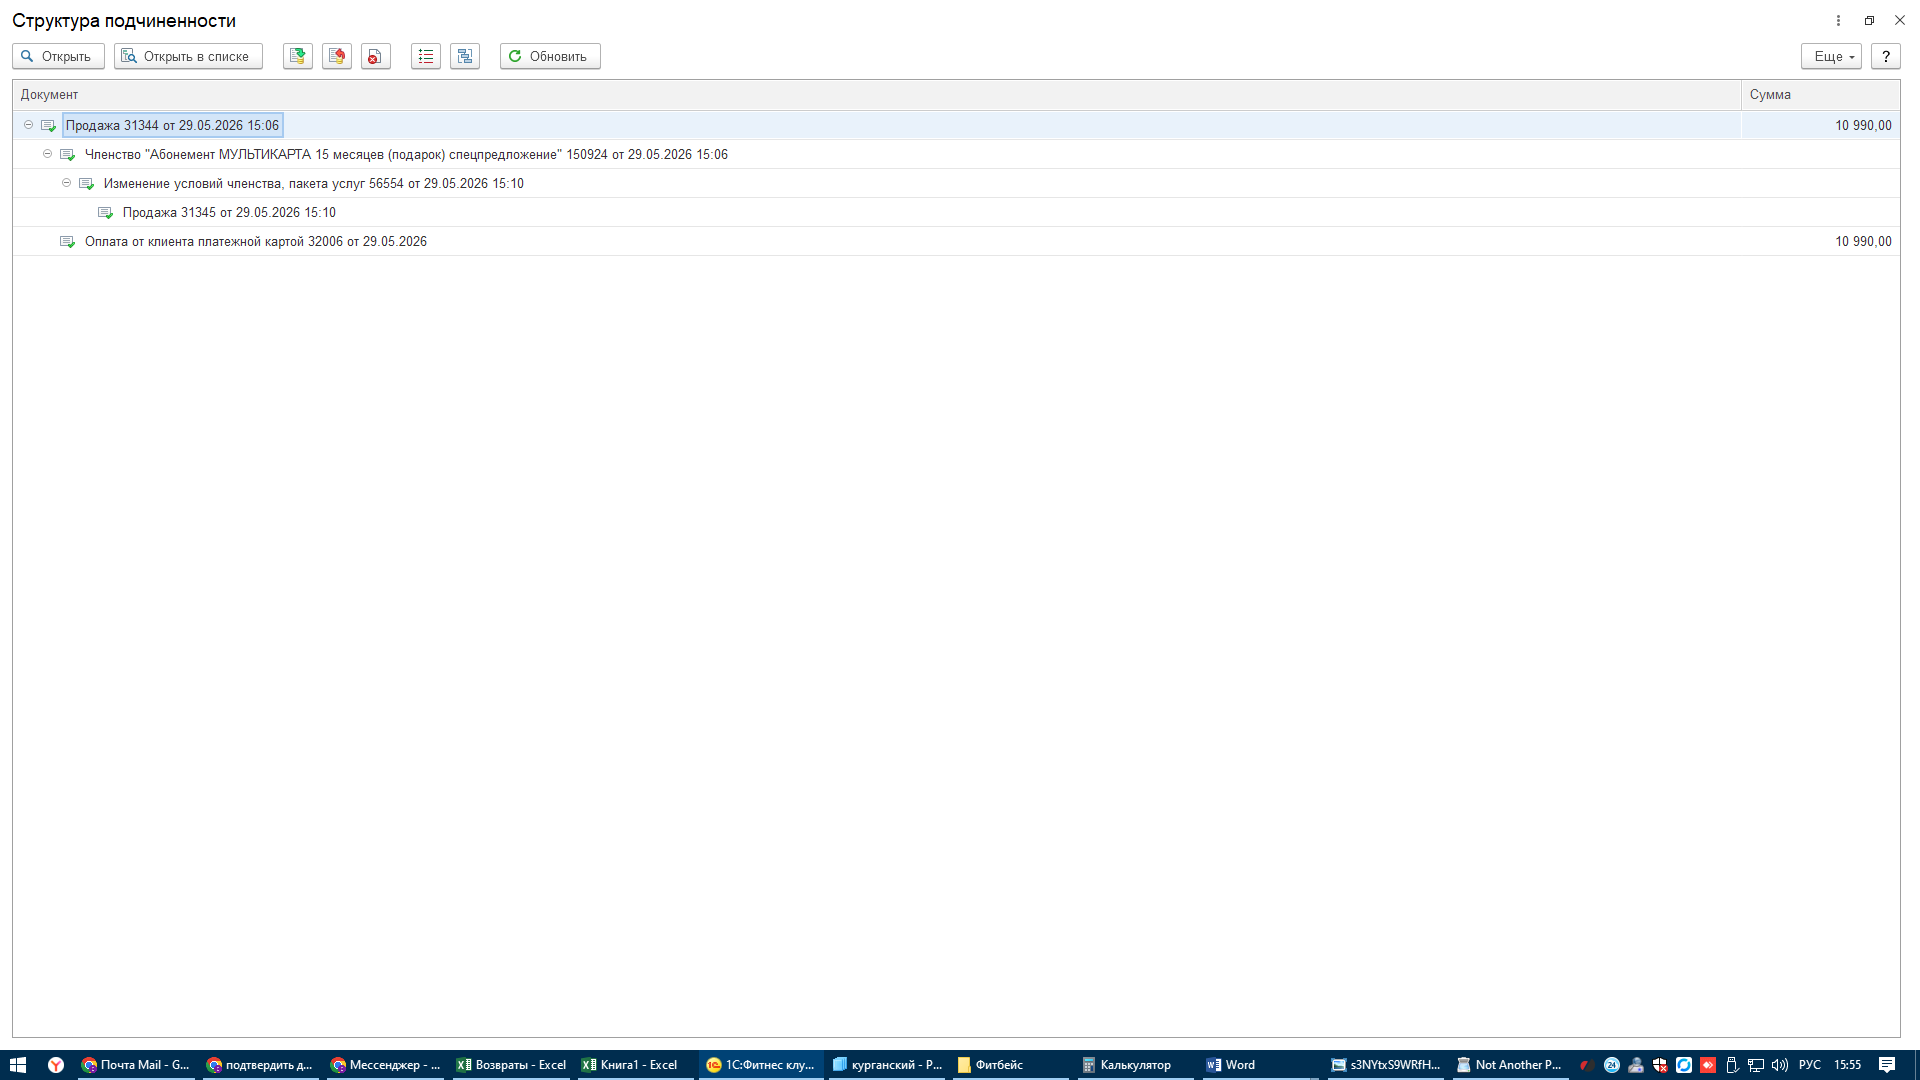 Структура подчиненности
Открыть
Открыть в списке
Обновить
Еще
?
Документ
Сумма
Продажа 31344 от 29.05.2026 15:06
10 990,00
Членство "Абонемент МУЛЬТИКАРТА 15 месяцев (подарок) спецпредложение" 150924 от 29.05.2026 15:06
Изменение условий членства, пакета услуг 56554 от 29.05.2026 15:10
Продажа 31345 от 29.05.2026 15:10
Оплата от клиента платежной картой 32006 от 29.05.2026
10 990,00
Почта Mail - G...
подтвердить д...
Мессенджер - ...
Возвраты - Excel
Книга1 - Excel
1С:Фитнес клу...
курганский - P...
Фитбейс
Калькулятор
Word
s3NYtxS9WRfH...
Not Another P...
24
РУС
15:55